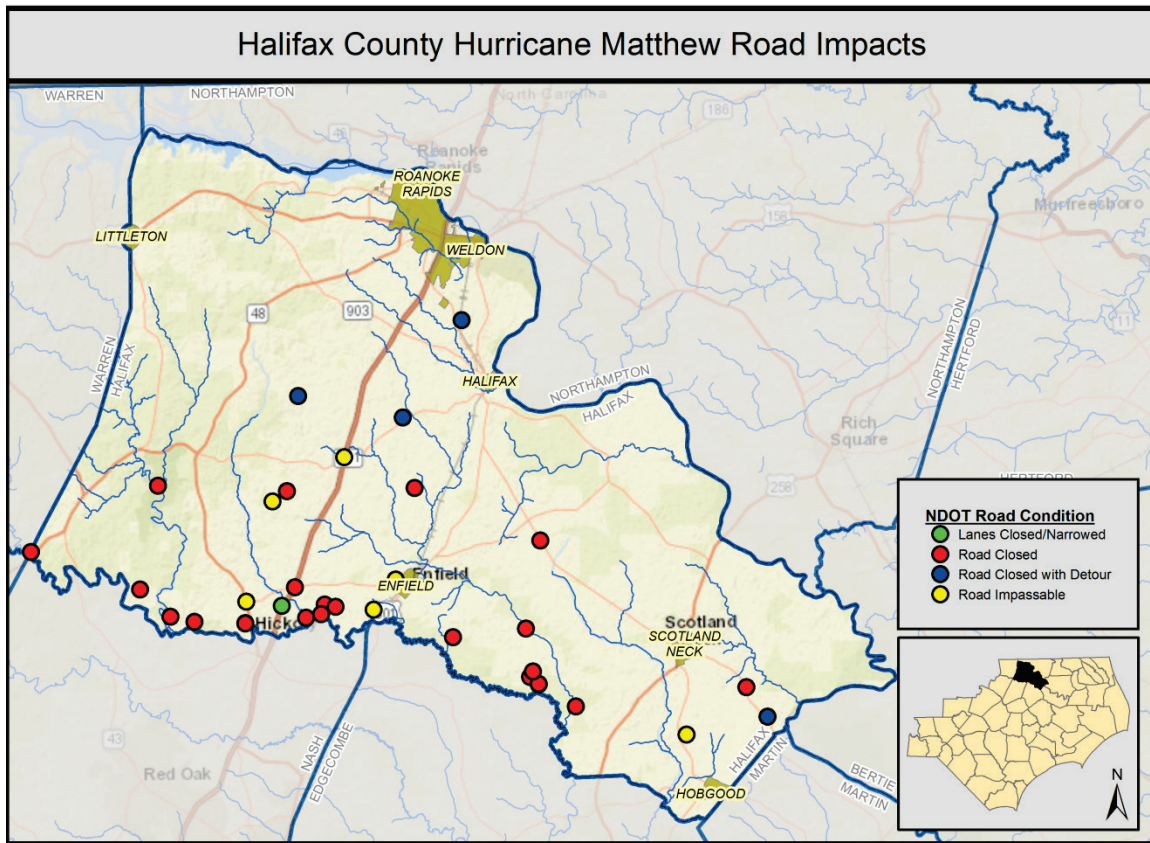 Halifax County Hurricane Matthew Road Impacts
WARREN
NORTHAMPTON
North Carolina
186
46
Roanoke
Rapids
ROANOKE
RAPIDS
158
Murfreesboro
LITTLETON
WELDON
48
903
11
WARREN
HALIFAX
NORTHAMPTON
HERTFORD
HALIFAX
NORTHAMPTON
HALIFAX
Rich
Square
258
HERTFORD
NDOT Road Condition
Lanes Closed/Narrowed
Road Closed
Road Closed with Detour
Road Impassable
Enfield
ENFIELD
Scotland
SCOTLAND
NECK
43
Red Oak
NASH
EDGECOMBE
HALIFAX
MARTIN
HOBGOOD
BERTIE
MARTIN
N